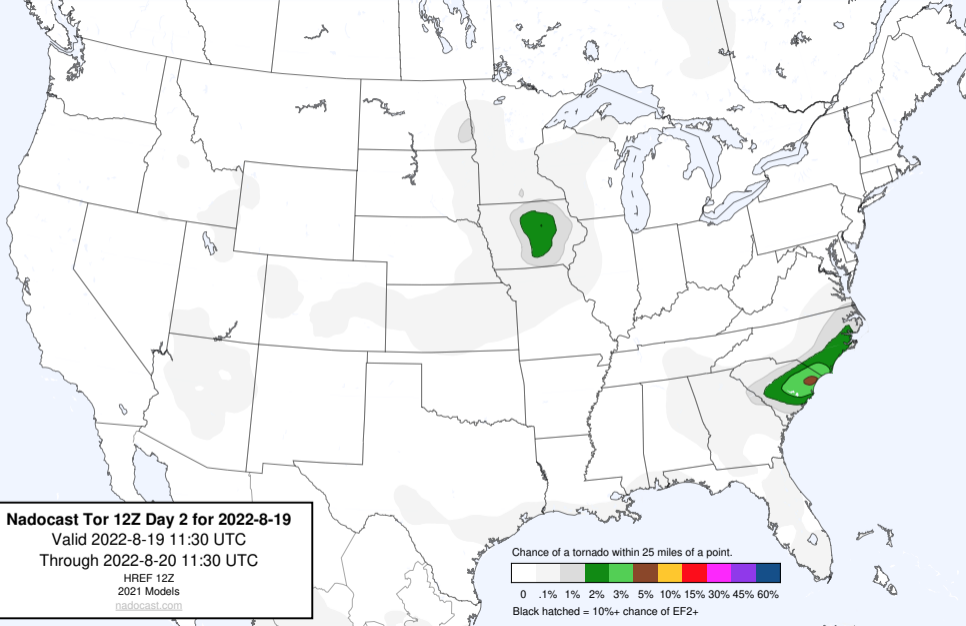 Nadocast Tor 12Z Day 2 for 2022-8-19
Valid 2022-8-19 11:30 UTC
Through 2022-8-20 11:30 UTC
HREF 12Z
2021 Models
nadocast.com
Chance of a tornado within 25 miles of a point.
0 .1% 1% 2% 3% 5% 10% 15% 30% 45% 60%
Black hatched = 10%+ chance of EF2+